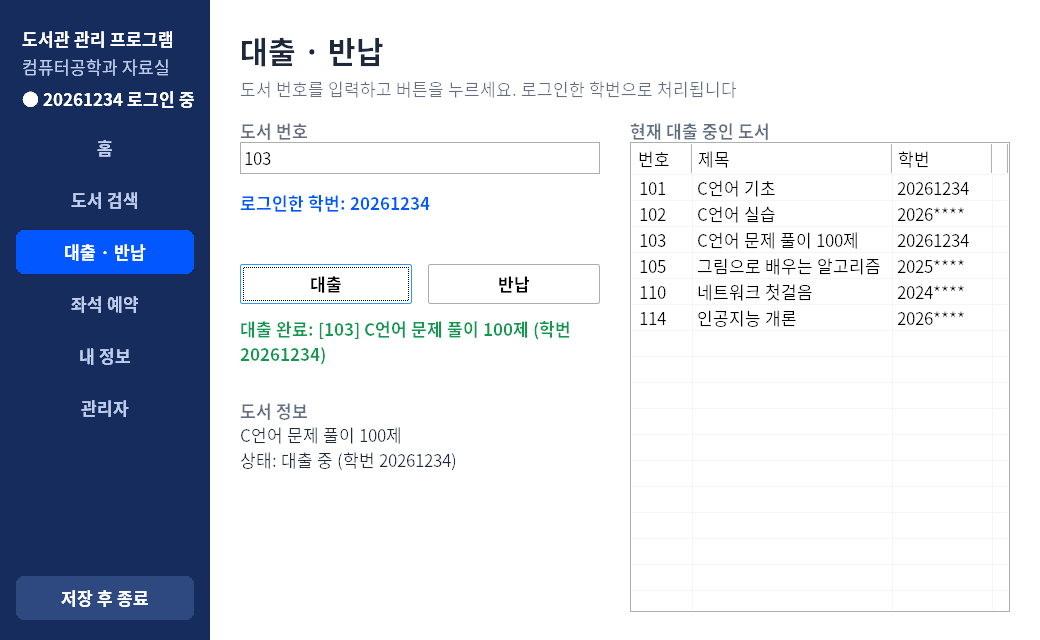 도서관 관리 프로그램
컴퓨터공학과 자료실
● 20261234 로그인 중
홈
도서 검색
대출 · 반납
좌석 예약
내 정보
관리자
저장 후 종료
대출 · 반납
도서 번호를 입력하고 버튼을 누르세요. 로그인한 학번으로 처리됩니다
도서 번호
103
로그인한 학번: 20261234
대출 반납
대출 완료: [103] C언어 문제 풀이 100제 (학번
20261234)
도서 정보
C언어 문제 풀이 100제
상태: 대출 중 (학번 20261234)
현재 대출 중인 도서
번호 제목 학번
101 C언어 기초 20261234
102 C언어 실습 2026****
103 C언어 문제 풀이 100제 20261234
105 그림으로 배우는 알고리즘 2025****
110 네트워크 첫걸음 2024****
114 인공지능 개론 2026****